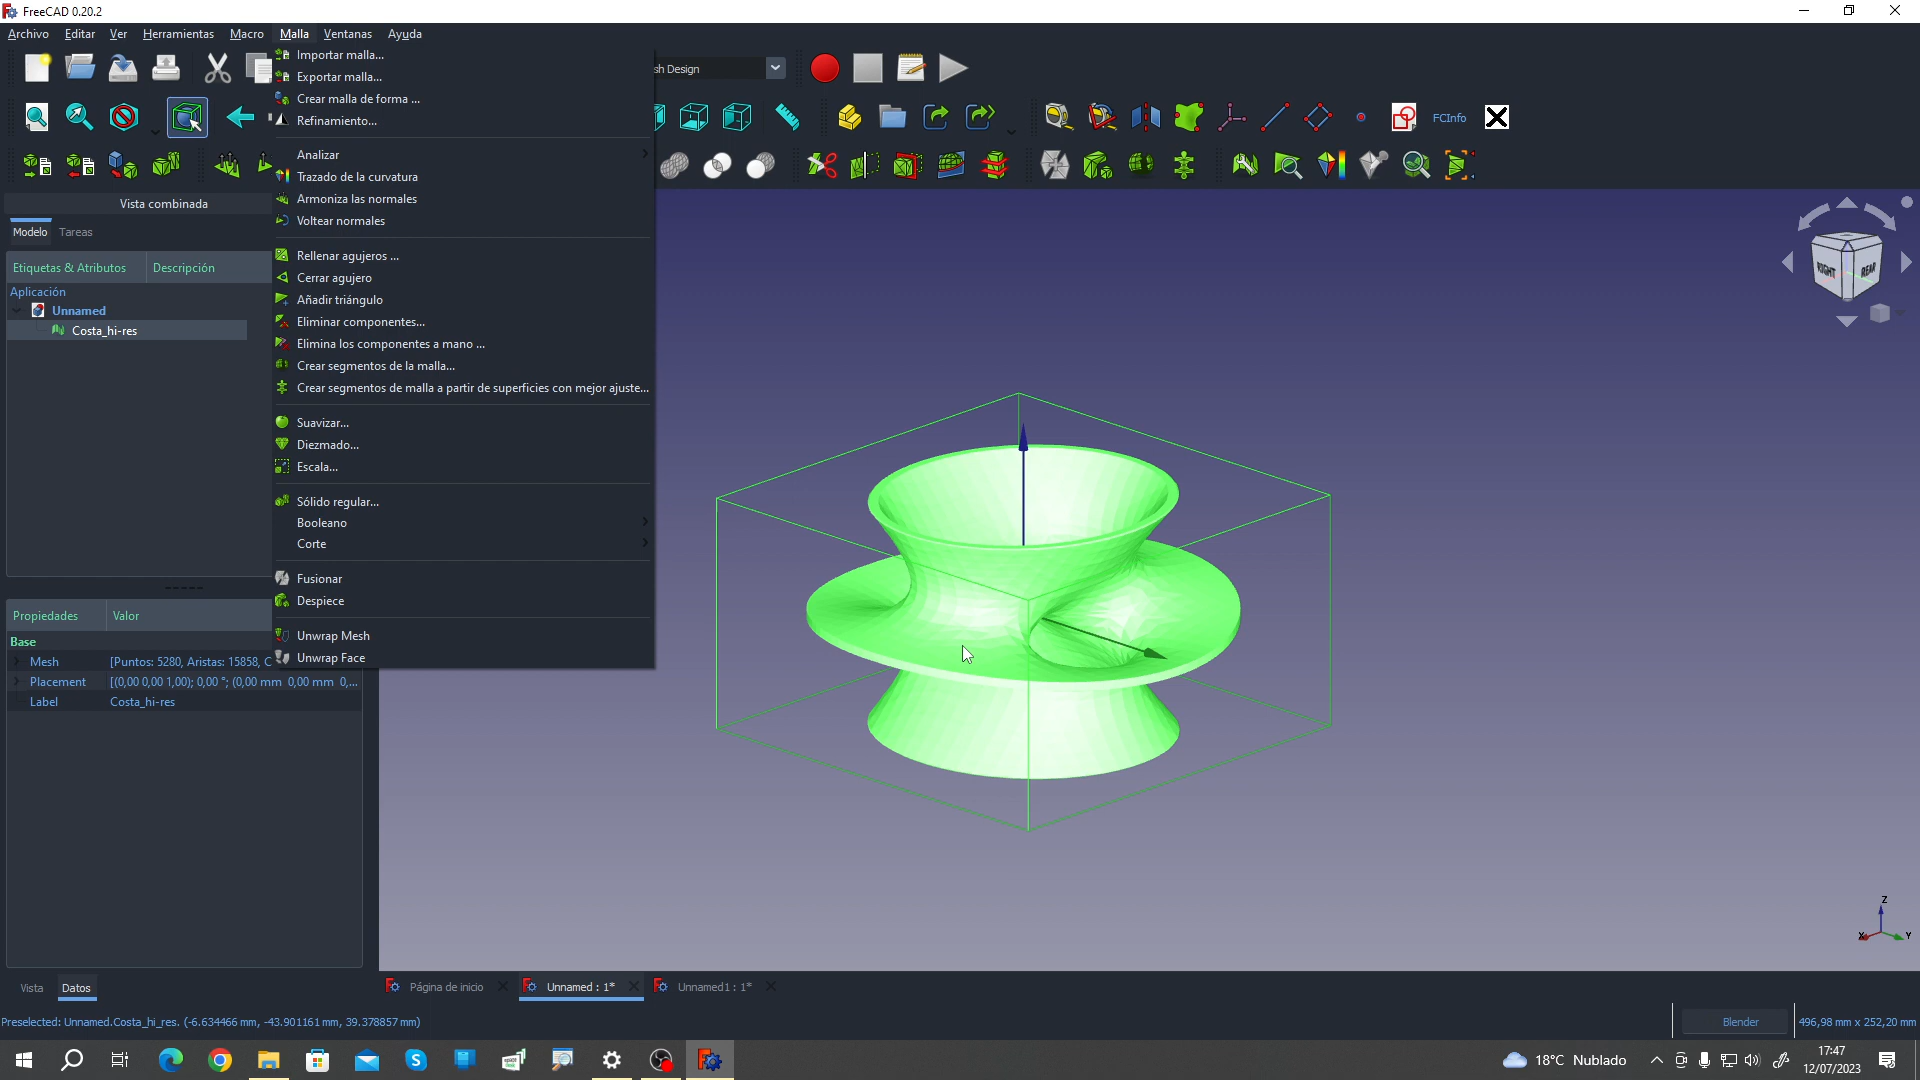 FreeCAD 0.20.2
Archivo Editar Ver Herramientas Macro Malla Ventanas Ayuda
Importar malla...
sh Design
Exportar malla...
Crear malla de forma ...
Refinamiento...
FCInfo
Analizar
Trazado de la curvatura
Armoniza las normales
Voltear normales
Rellenar agujeros ...
Cerrar agujero
Añadir triángulo
Eliminar componentes...
Elimina los componentes a mano ...
Crear segmentos de la malla...
Crear segmentos de malla a partir de superficies con mejor ajuste...
Suavizar...
Diezmado...
Escala...
Sólido regular...
Booleano
Corte
Fusionar
Despiece
Unwrap Mesh
Unwrap Face
Vista combinada
Modelo Tareas
Etiquetas & Atributos Descripción
Aplicación
Unnamed
Costa_hi-res
Propiedades Valor
Base
Mesh [Puntos: 5280, Aristas: 15858, C
Placement [(0,00 0,00 1,00); 0,00 °; (0,00 mm 0,00 mm 0,...
Label Costa_hi-res
RIGHT REAR
Z
X Y
Vista Datos
Página de inicio Unnamed : 1* Unnamed1 : 1*
Preselected: Unnamed.Costa_hi_res. (-6.634466 mm, -43.901161 mm, 39.378857 mm)
Blender 496,98 mm x 252,20 mm
18°C Nublado
17:47
12/07/2023